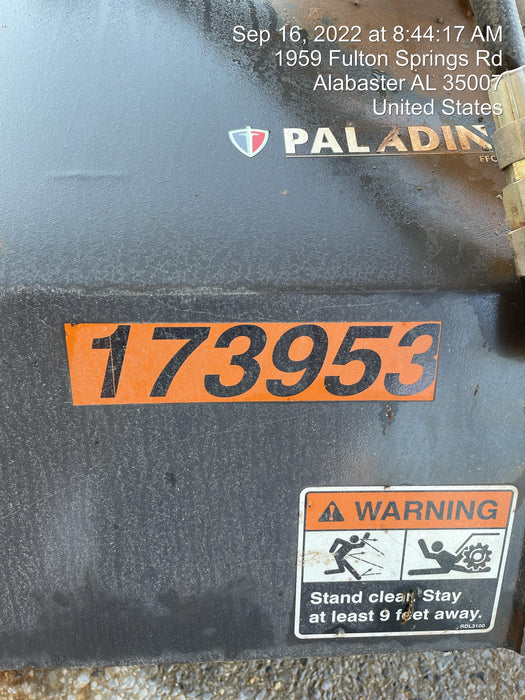 Sep 16, 2022 at 8:44:17 AM
1959 Fulton Springs Rd
Alabaster AL 35007
United States
PALADIN
FFC
173953
WARNING
Stand clear. Stay
at least 9 feet away.
RDL3100